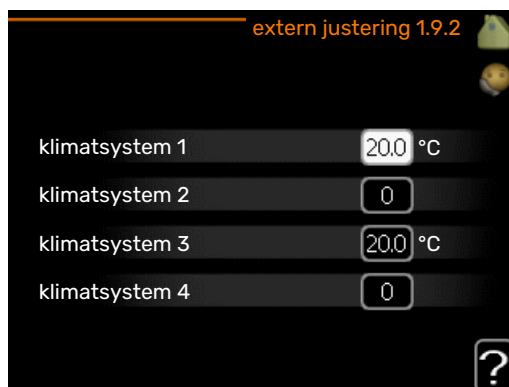 extern justering 1.9.2
klimatsystem 1 20.0 °C
klimatsystem 2 0
klimatsystem 3 20.0 °C
klimatsystem 4 0
?